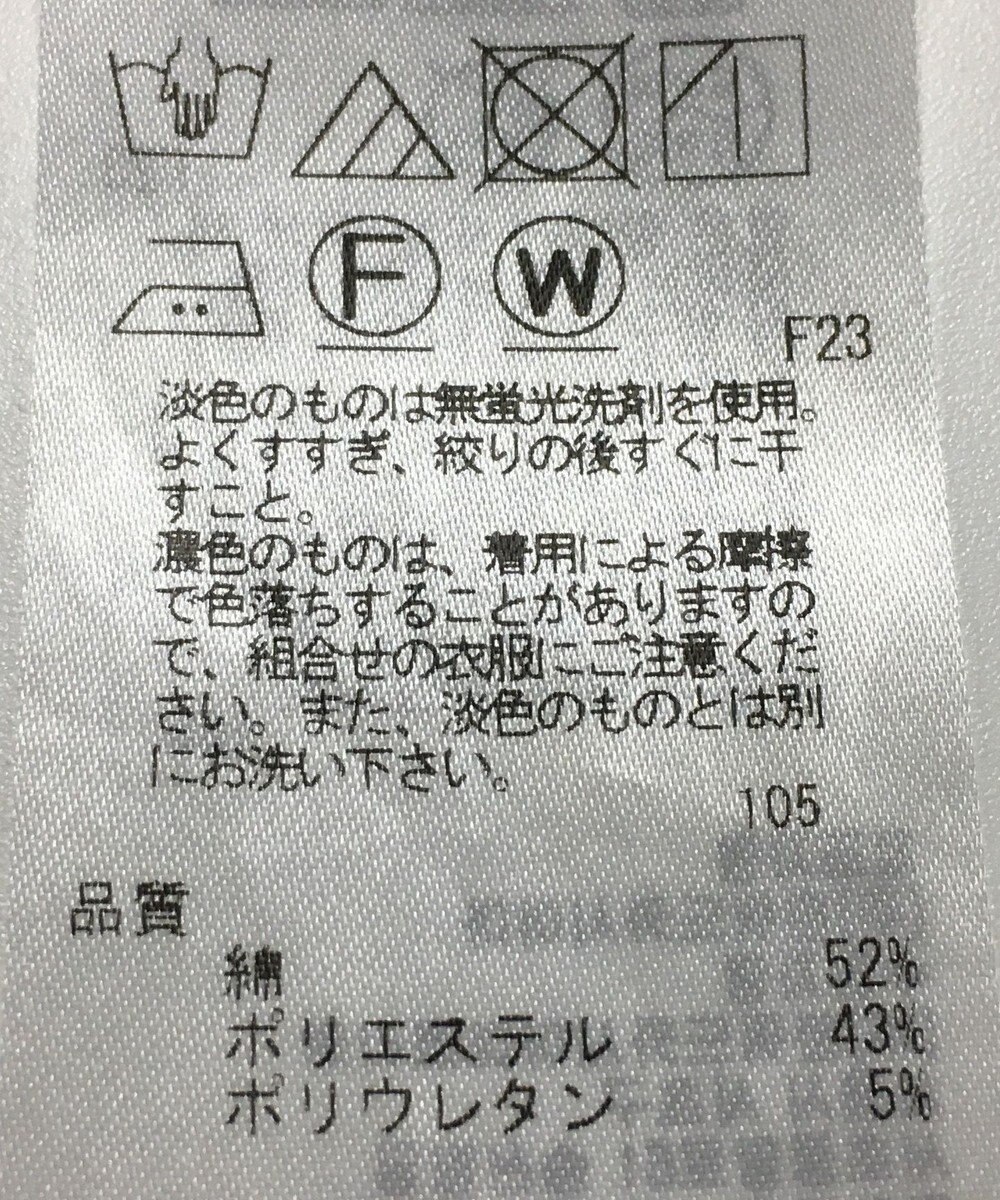 F
W
F23
淡色のものは無蛍光洗剤を使用。
よくすすぎ、絞りの後すぐに干
すこと。
濃色のものは、着用による摩擦
で色落ちすることがありますの
で、組合せの衣服にご注意くだ
さい。また、淡色のものとは別
にお洗い下さい。
105
品質
綿 52%
ポリエステル 43%
ポリウレタン 5%